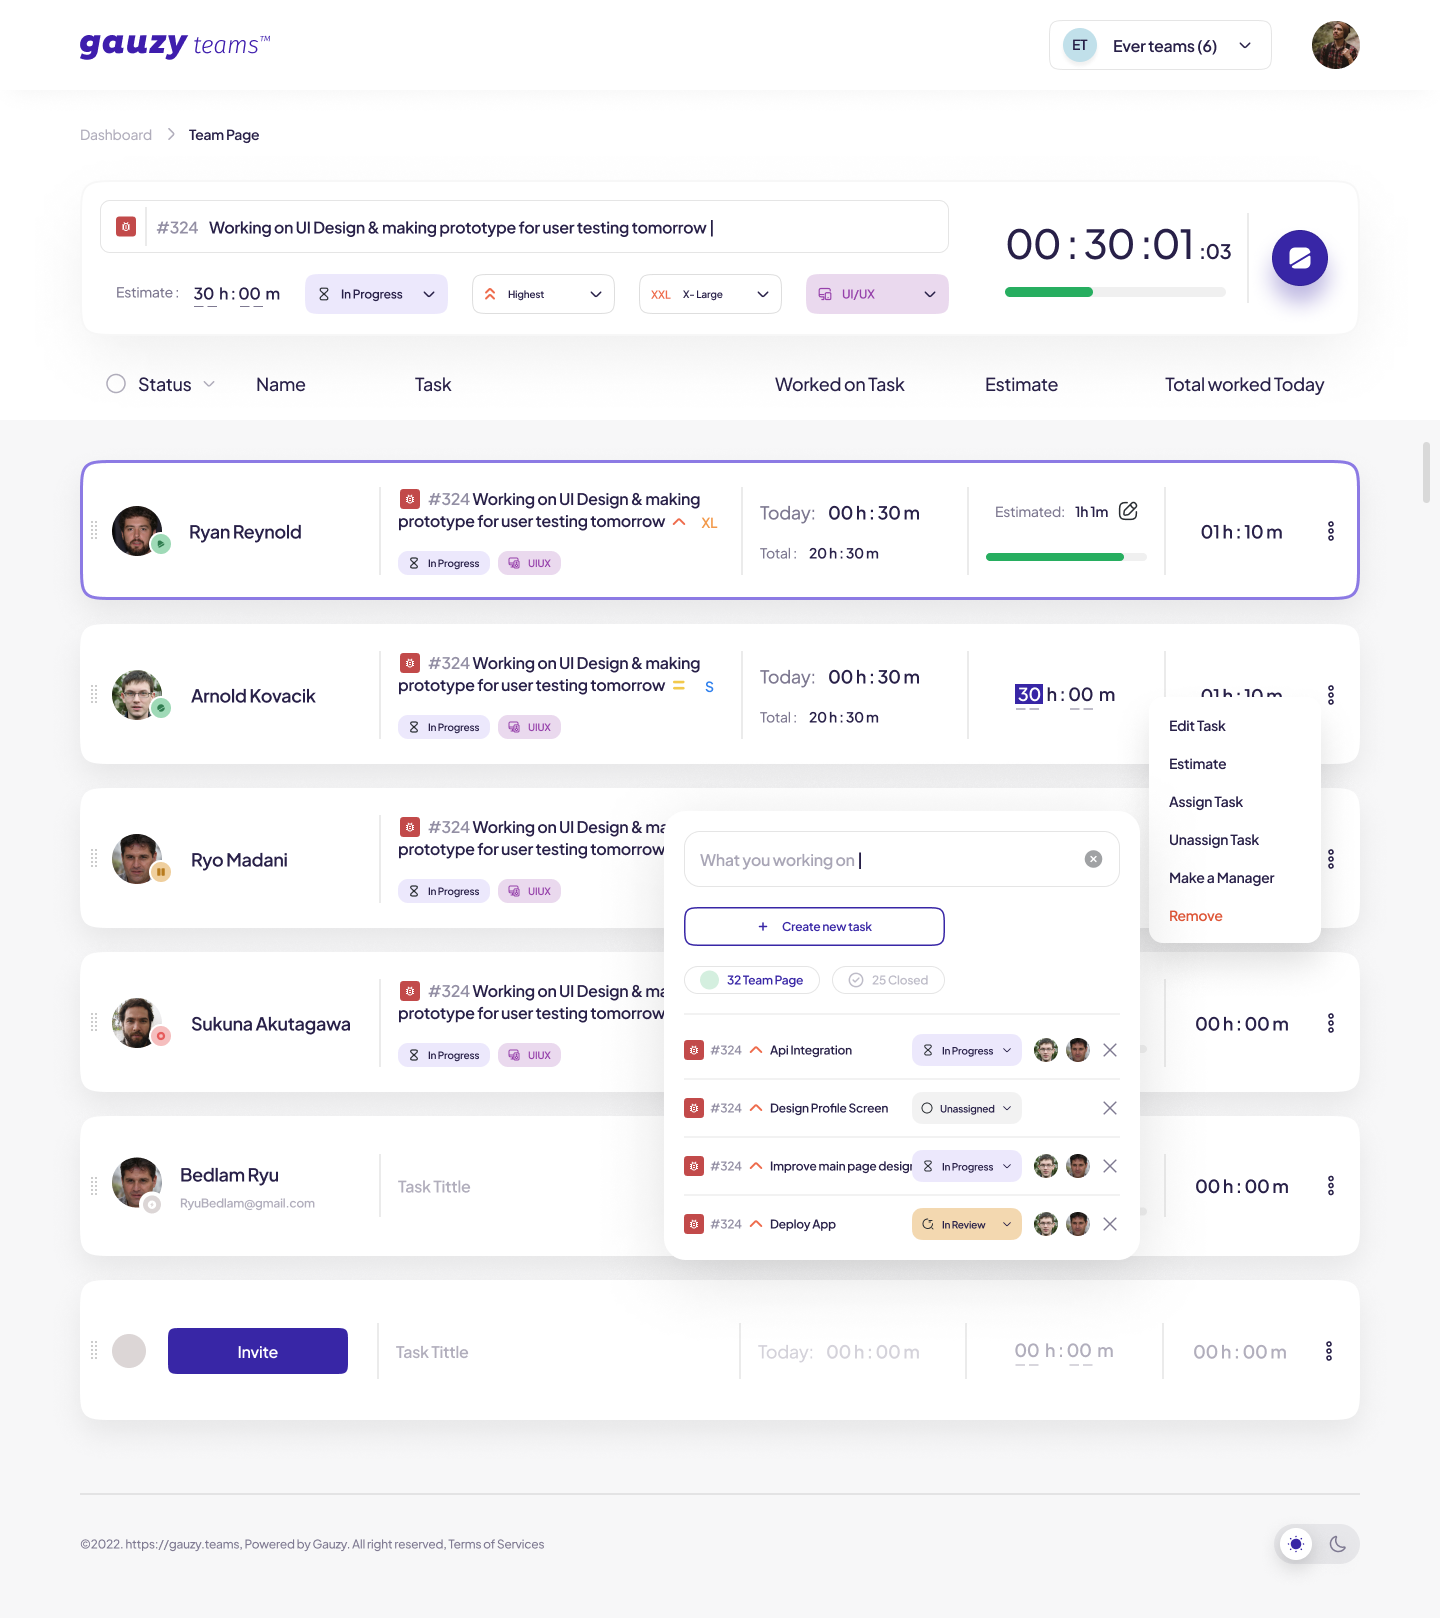 gauzy teams™
ET Ever teams (6)
Dashboard Team Page
#324 Working on UI Design & making prototype for user testing tomorrow |
00 : 30 :01 :03
Estimate : 30 h : 00 m In Progress Highest XXL X- Large UI/UX
Status Name Task Worked on Task Estimate Total worked Today
Ryan Reynold
#324 Working on UI Design & making
prototype for user testing tomorrow XL
In Progress UIUX
Today: 00 h : 30 m
Total : 20 h : 30 m
Estimated: 1h 1m
01 h : 10 m
Arnold Kovacik
#324 Working on UI Design & making
prototype for user testing tomorrow S
In Progress UIUX
Today: 00 h : 30 m
Total : 20 h : 30 m
30 h : 00 m
01 h : 10 m
Edit Task
Estimate
Assign Task
Unassign Task
Make a Manager
Remove
Ryo Madani
#324 Working on UI Design & ma
prototype for user testing tomorrow
In Progress UIUX
What you working on |
+ Create new task
32 Team Page 25 Closed
#324 Api Integration In Progress
#324 Design Profile Screen Unassigned
#324 Improve main page design In Progress
#324 Deploy App In Review
Sukuna Akutagawa
#324 Working on UI Design & ma
prototype for user testing tomorrow
In Progress UIUX
00 h : 00 m
Bedlam Ryu
RyuBedlam@gmail.com
Task Tittle
00 h : 00 m
Invite Task Tittle Today: 00 h : 00 m 00 h : 00 m 00 h : 00 m
©2022. https://gauzy.teams, Powered by Gauzy. All right reserved, Terms of Services